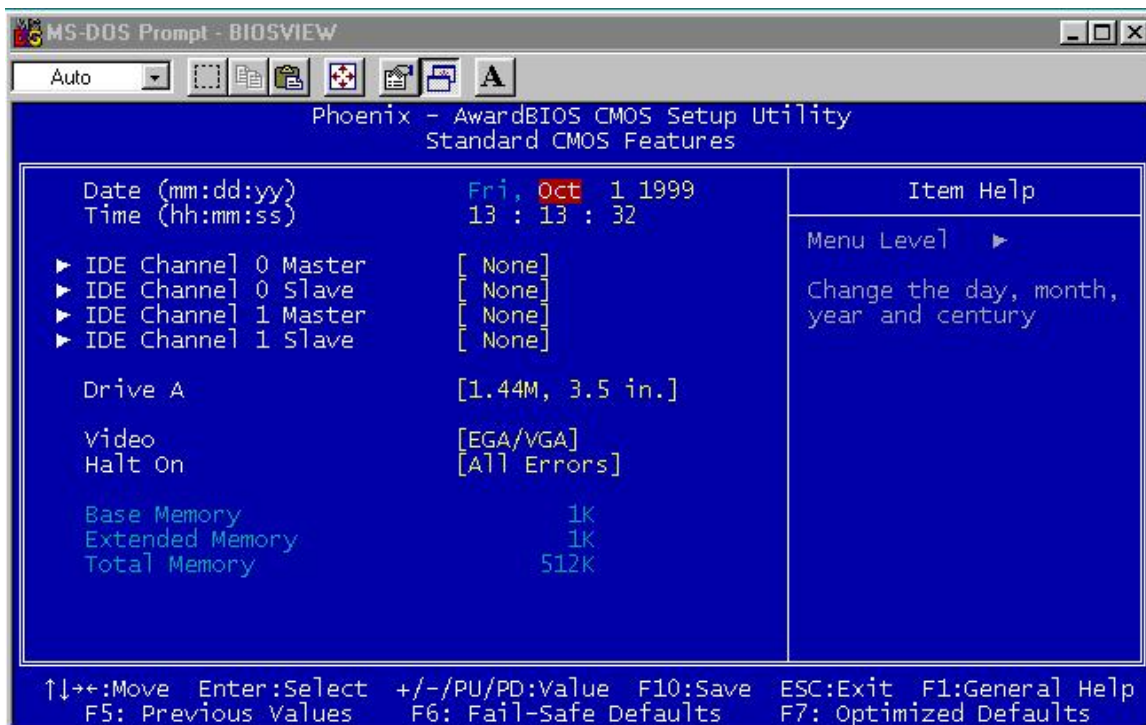 MS-DOS Prompt - BIOSVIEW
Auto
A
Phoenix - AwardBIOS CMOS Setup Utility
Standard CMOS Features
Date (mm:dd:yy) Fri, Oct 1 1999
Time (hh:mm:ss) 13 : 13 : 32
Item Help
► IDE Channel 0 Master [ None]
► IDE Channel 0 Slave [ None]
► IDE Channel 1 Master [ None]
► IDE Channel 1 Slave [ None]
Drive A [1.44M, 3.5 in.]
Video [EGA/VGA]
Halt On [All Errors]
Base Memory 1K
Extended Memory 1K
Total Memory 512K
Menu Level ►
Change the day, month,
year and century
↑↓→←:Move Enter:Select +/-/PU/PD:Value F10:Save ESC:Exit F1:General Help
F5: Previous Values F6: Fail-Safe Defaults F7: Optimized Defaults